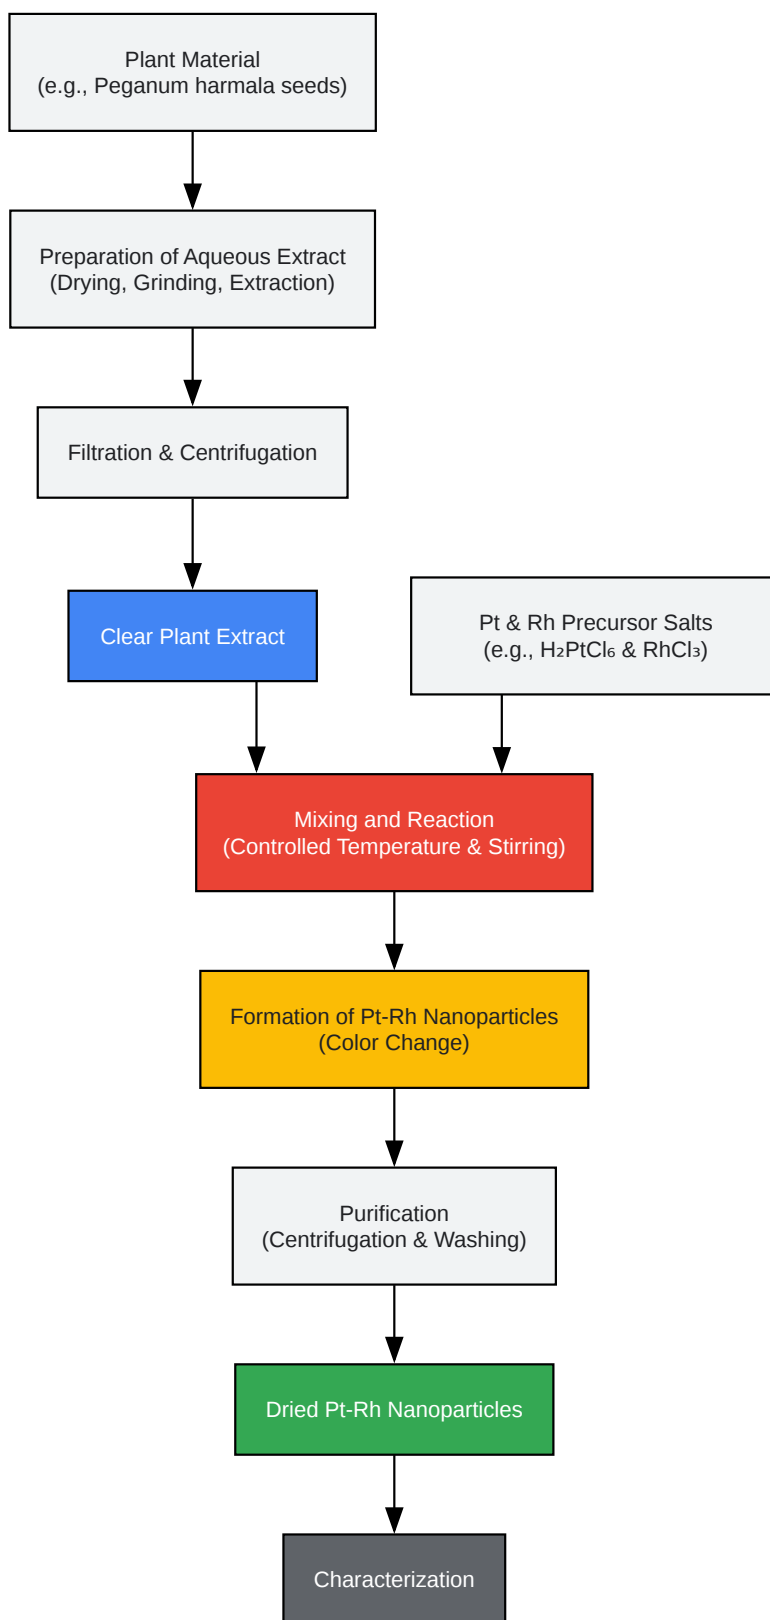 Plant Material
(e.g., Peganum harmala seeds)
Preparation of Aqueous Extract
(Drying, Grinding, Extraction)
Filtration & Centrifugation
Clear Plant Extract
Pt & Rh Precursor Salts
(e.g., H₂PtCl₆ & RhCl₃)
Mixing and Reaction
(Controlled Temperature & Stirring)
Formation of Pt-Rh Nanoparticles
(Color Change)
Purification
(Centrifugation & Washing)
Dried Pt-Rh Nanoparticles
Characterization